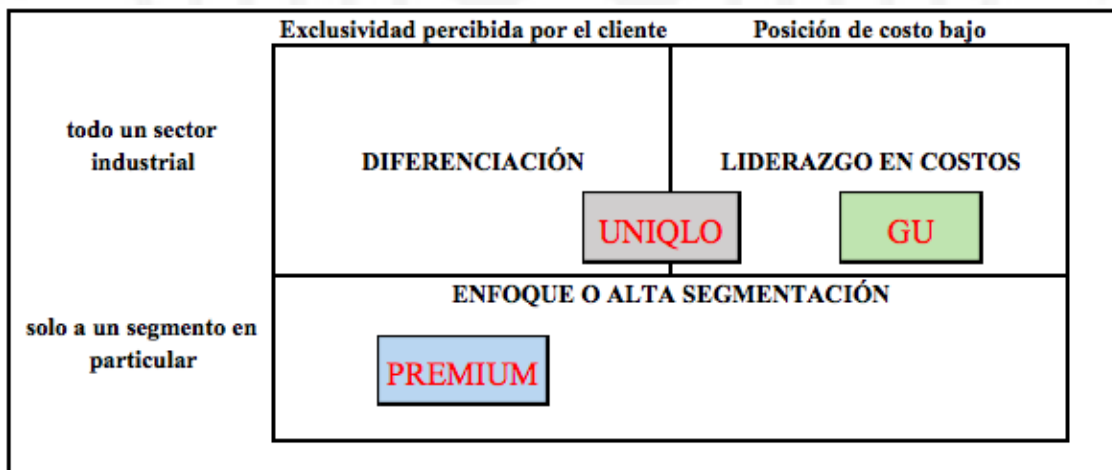 Exclusividad percibida por el cliente
Posición de costo bajo
todo un sector
industrial
DIFERENCIACIÓN
LIDERAZGO EN COSTOS
UNIQLO
GU
ENFOQUE O ALTA SEGMENTACIÓN
solo a un segmento en
particular
PREMIUM